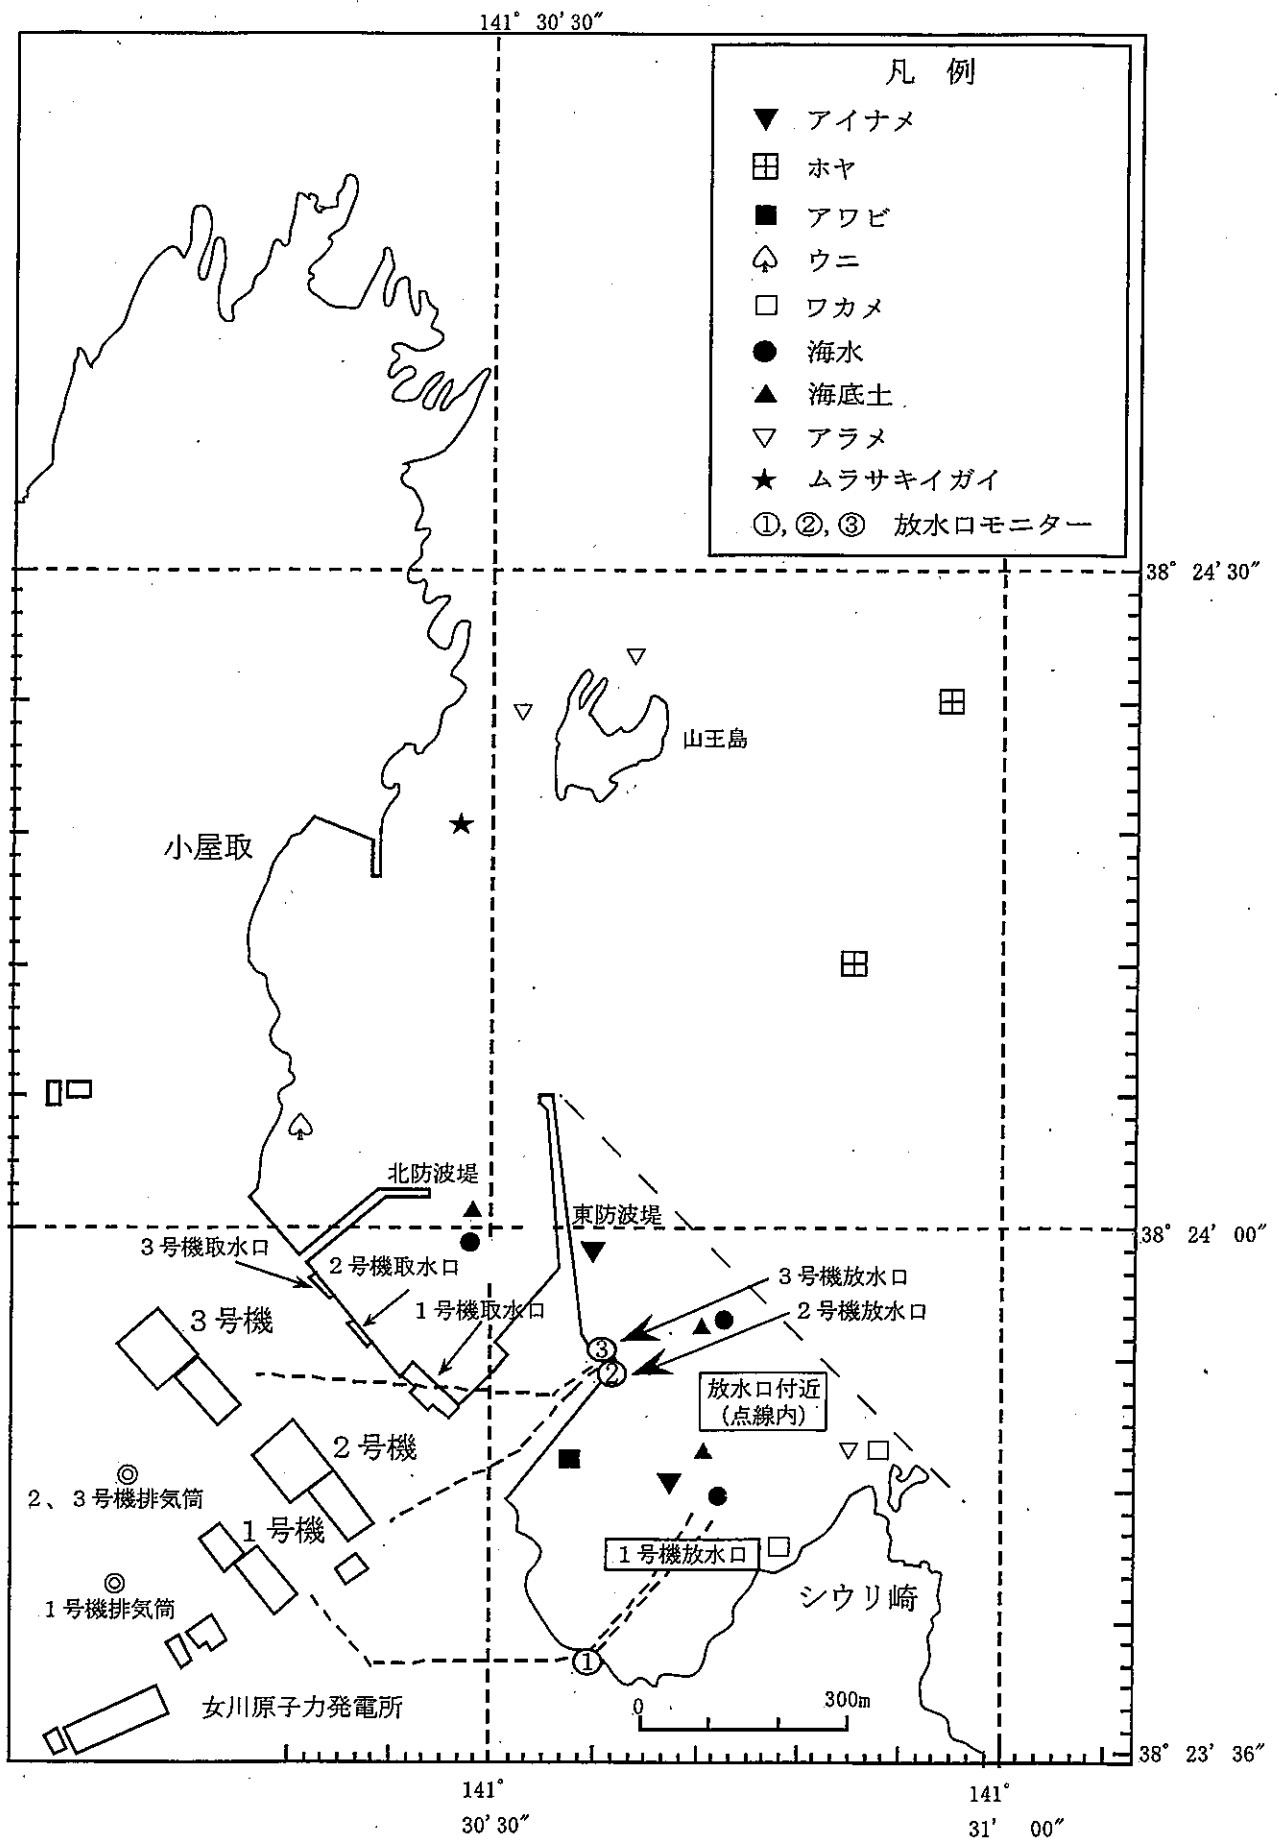 141° 30′30″
凡 例
アイナメ
ホヤ
アワビ
ウニ
ワカメ
海水
海底土
アラメ
ムラサキイガイ
①,②,③ 放水口モニター
38° 24′30″
山王島
小屋取
北防波堤
東防波堤
38° 24′00″
3号機取水口
2号機取水口
1号機取水口
3号機放水口
2号機放水口
3号機
③
②
放水口付近
(点線内)
2号機
2、3号機排気筒
1号機
1号機放水口
1号機排気筒
シウリ崎
①
女川原子力発電所
0 300m
38° 23′36″
141°
30′30″
141°
31′ 00″